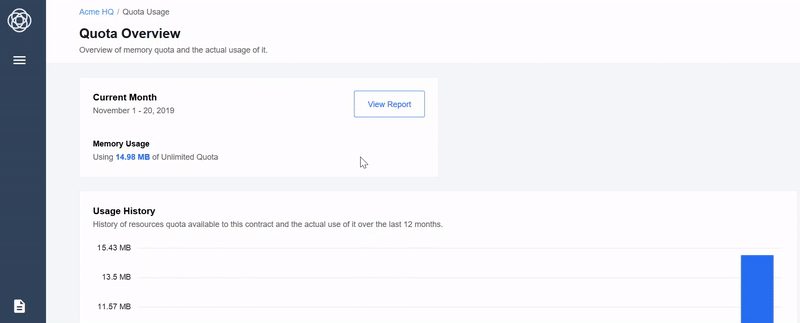 Acme HQ / Quota Usage
Quota Overview
Overview of memory quota and the actual usage of it.
Current Month
November 1 - 20, 2019
View Report
Memory Usage
Using 14.98 MB of Unlimited Quota
Usage History
History of resources quota available to this contract and the actual use of it over the last 12 months.
15.43 MB
13.5 MB
11.57 MB